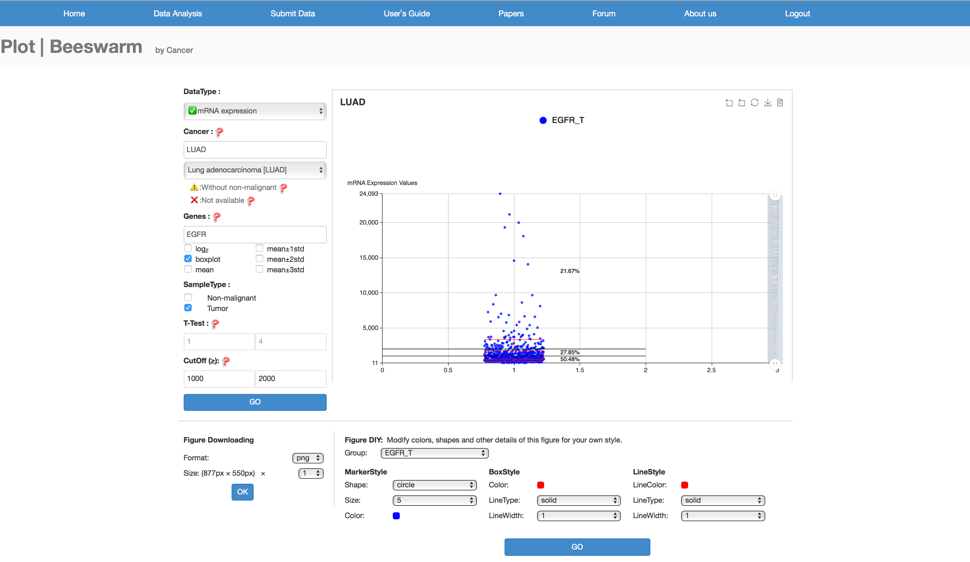 Home Data Analysis Submit Data User's Guide Papers Forum About us Logout
Plot | Beeswarm by Cancer
DataType :
mRNA expression
Cancer :
LUAD
Lung adenocarcinoma [LUAD]
:Without non-malignant
:Not available
Genes :
EGFR
log2 mean±1std
boxplot mean±2std
mean mean±3std
SampleType :
Non-malignant
Tumor
T-Test :
1 4
CutOff (≥):
1000 2000
GO
LUAD
EGFR_T
mRNA Expression Values
24,093
20,000
15,000
21.67%
10,000
5,000
27.85%
50.48%
11
0 0.5 1 1.5 2 2.5 3
Figure Downloading
Format: png
Size: (877px × 550px) × 1
OK
Figure DIY: Modify colors, shapes and other details of this figure for your own style.
Group: EGFR_T
MarkerStyle BoxStyle LineStyle
Shape: circle Color: LineColor:
Size: 5 LineType: solid LineType: solid
Color: LineWidth: 1 LineWidth: 1
GO